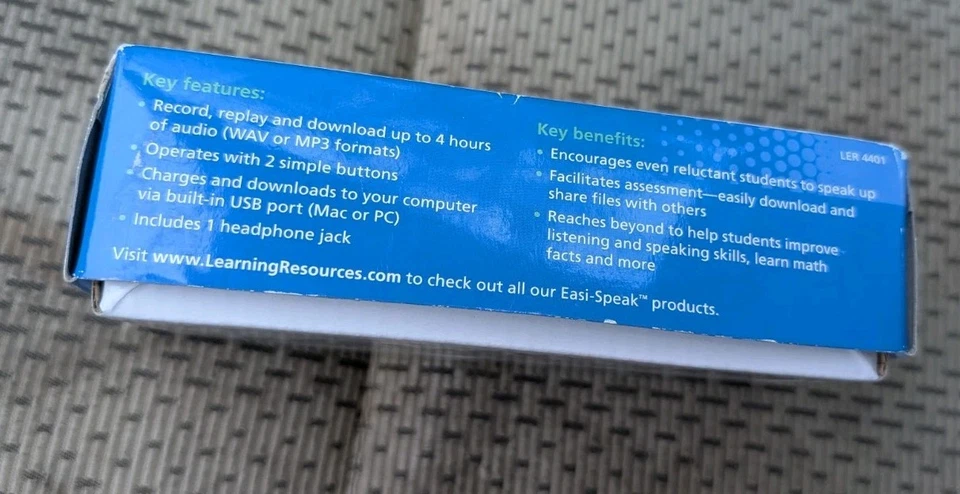 Key features:
• Record, replay and download up to 4 hours
of audio (WAV or MP3 formats)
• Operates with 2 simple buttons
• Charges and downloads to your computer
via built-in USB port (Mac or PC)
• Includes 1 headphone jack
Key benefits:
• Encourages even reluctant students to speak up
• Facilitates assessment—easily download and
share files with others
• Reaches beyond to help students improve
listening and speaking skills, learn math
facts and more
LER 4401
Visit www.LearningResources.com to check out all our Easi-Speak™ products.